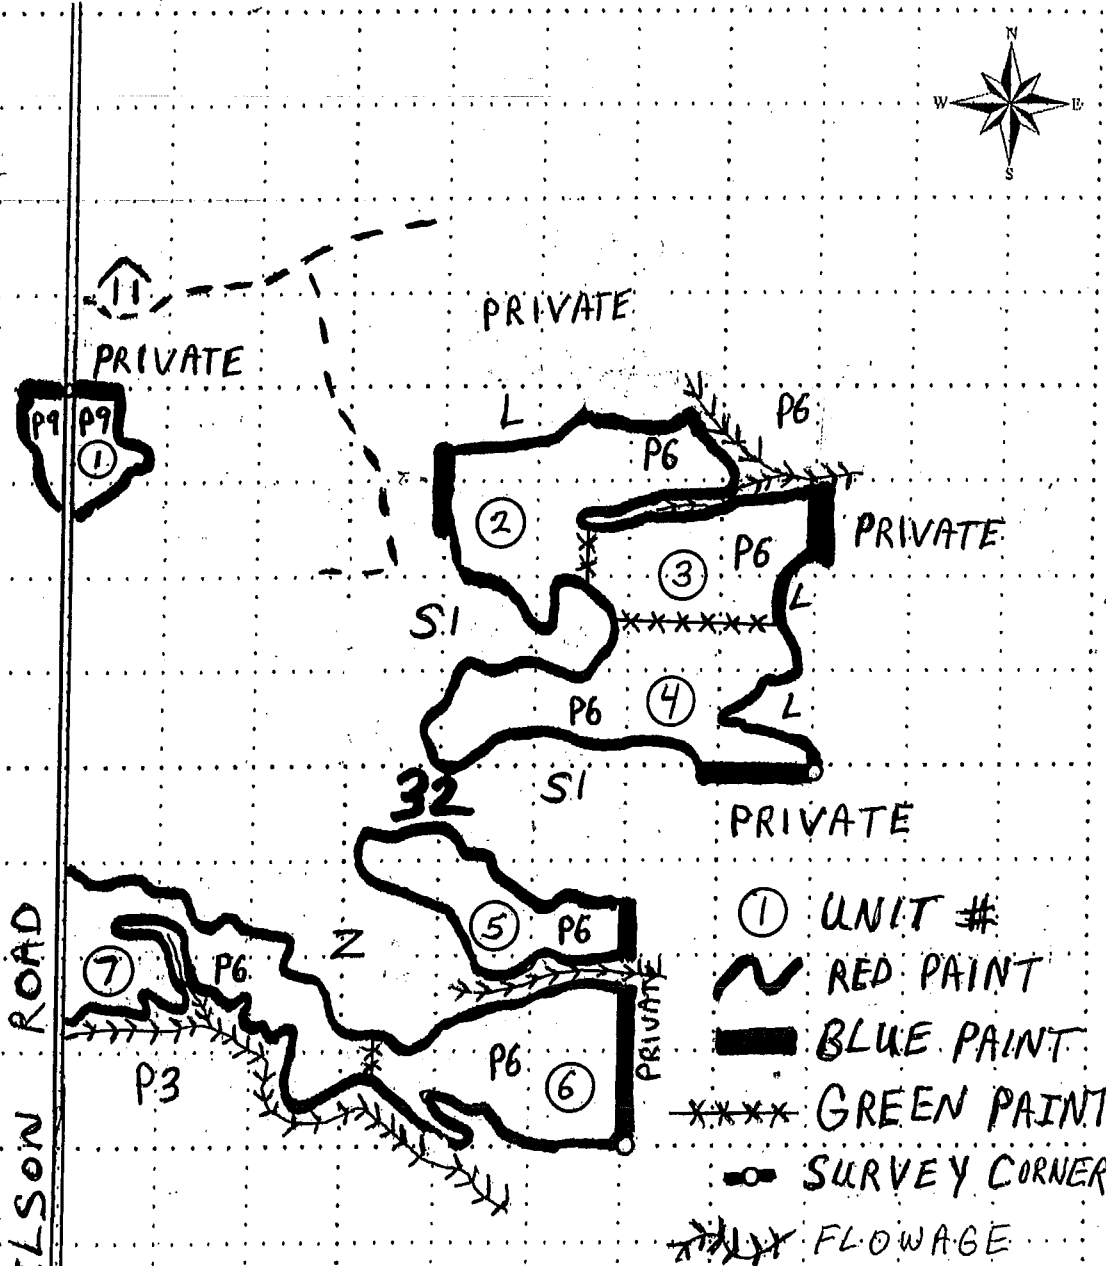 N
W E
S
PRIVATE
PRIVATE
L
P6
P9 P9
P6
1
2
PRIVATE
P6
3
L
S1
4
L
P6
32
S1
PRIVATE
1 UNIT #
5
P6
Z
RED PAINT
7
P6
PRIVATE
BLUE PAINT
P6
6
P3
GREEN PAINT
SURVEY CORNER
FLOWAGE
ELSON ROAD